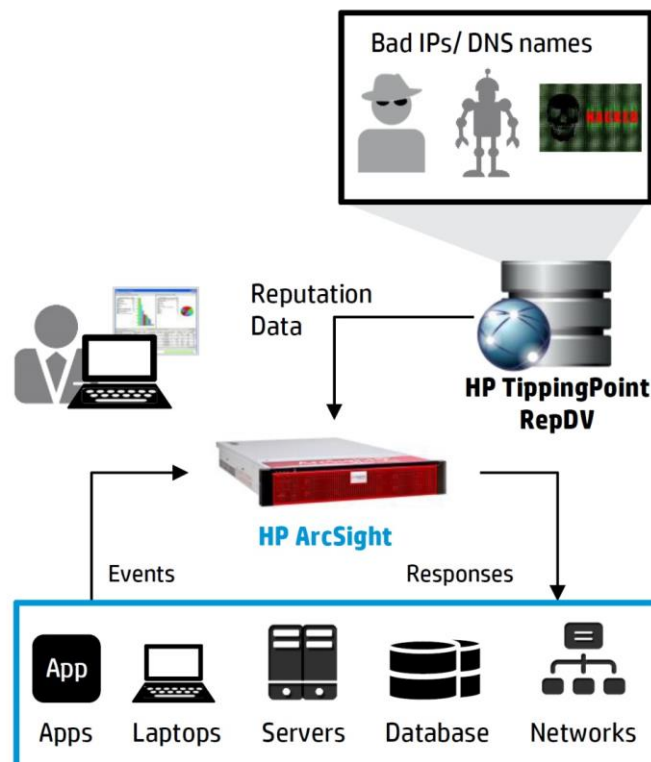 Bad IPs/ DNS names
HACKER
Reputation
Data
HP TippingPoint
RepDV
HP ArcSight
Events
Responses
App
Apps
Laptops
Servers
Database
Networks